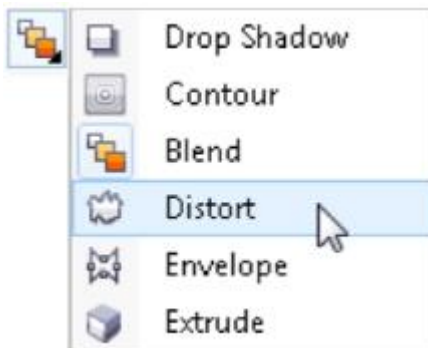 Drop Shadow
Contour
Blend
Distort
Envelope
Extrude